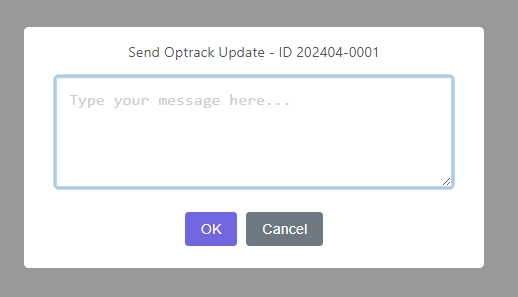 Send Optrack Update - ID 202404-0001
Type your message here...
OK Cancel